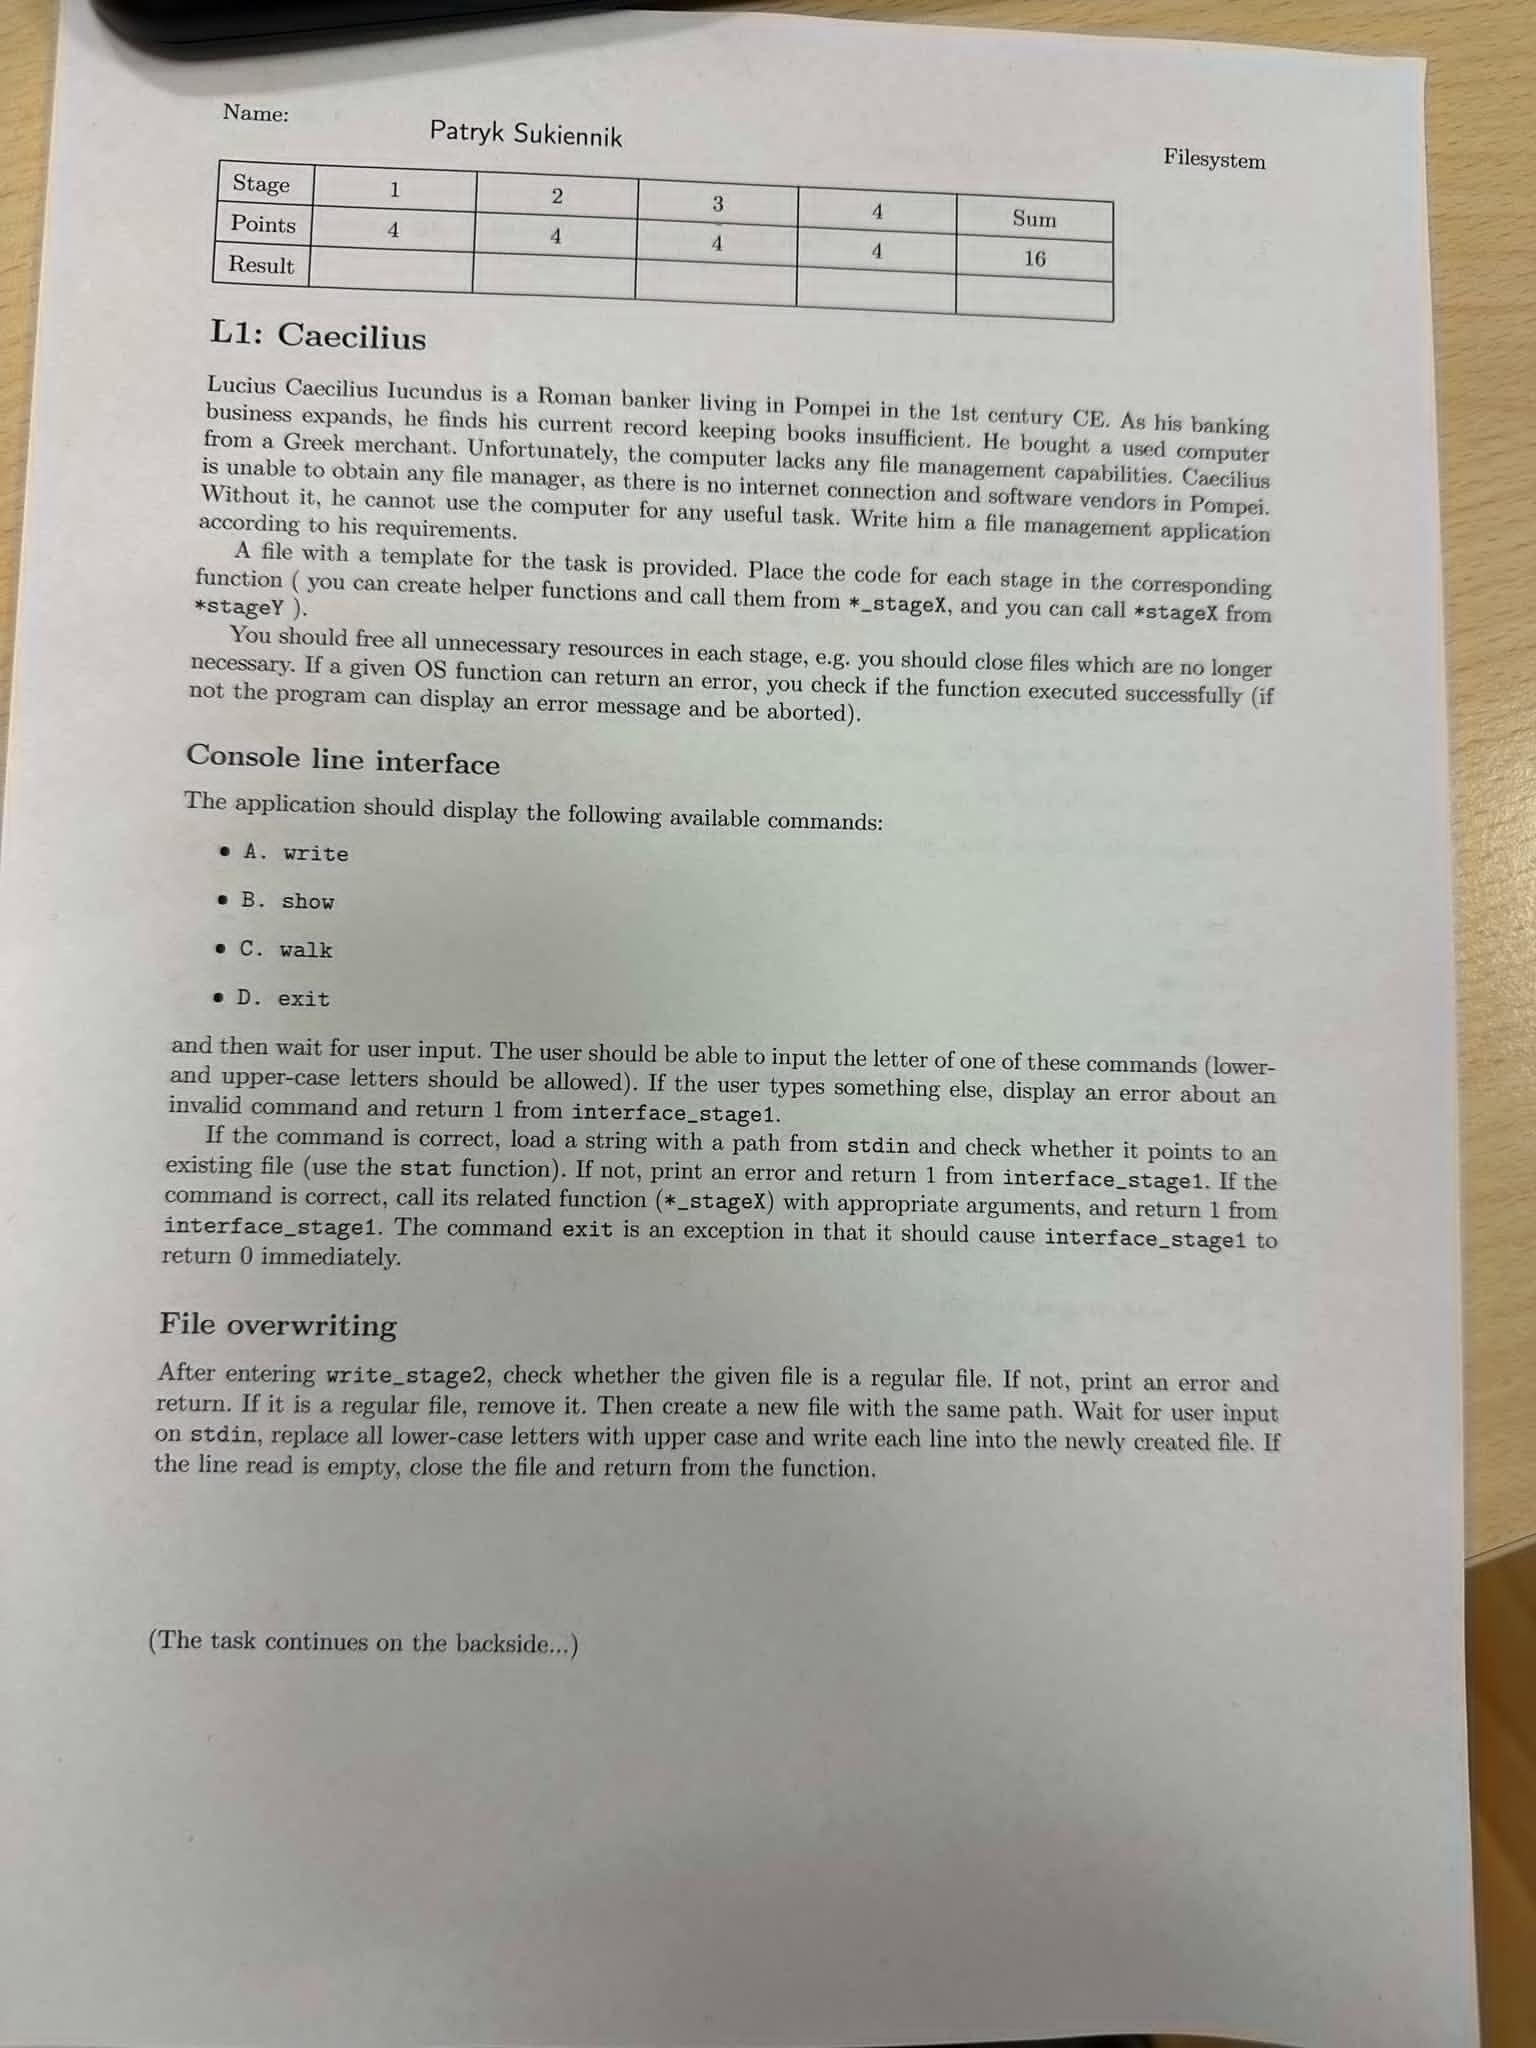 Name:
Patryk Sukiennik
Filesystem
Stage 1 2 3 4 Sum
Points 4 4 4 4 16
Result
L1: Caecilius
Lucius Caecilius Iucundus is a Roman banker living in Pompei in the 1st century CE. As his banking
business expands, he finds his current record keeping books insufficient. He bought a used computer
from a Greek merchant. Unfortunately, the computer lacks any file management capabilities. Caecilius
is unable to obtain any file manager, as there is no internet connection and software vendors in Pompei.
Without it, he cannot use the computer for any useful task. Write him a file management application
according to his requirements.
A file with a template for the task is provided. Place the code for each stage in the corresponding
function ( you can create helper functions and call them from *_stageX, and you can call *stageX from
*stageY ).
You should free all unnecessary resources in each stage, e.g. you should close files which are no longer
necessary. If a given OS function can return an error, you check if the function executed successfully (if
not the program can display an error message and be aborted).
Console line interface
The application should display the following available commands:
• A. write
• B. show
• C. walk
• D. exit
and then wait for user input. The user should be able to input the letter of one of these commands (lower-
and upper-case letters should be allowed). If the user types something else, display an error about an
invalid command and return 1 from interface_stage1.
If the command is correct, load a string with a path from stdin and check whether it points to an
existing file (use the stat function). If not, print an error and return 1 from interface_stage1. If the
command is correct, call its related function (*_stageX) with appropriate arguments, and return 1 from
interface_stage1. The command exit is an exception in that it should cause interface_stage1 to
return 0 immediately.
File overwriting
After entering write_stage2, check whether the given file is a regular file. If not, print an error and
return. If it is a regular file, remove it. Then create a new file with the same path. Wait for user input
on stdin, replace all lower-case letters with upper case and write each line into the newly created file. If
the line read is empty, close the file and return from the function.
(The task continues on the backside...)